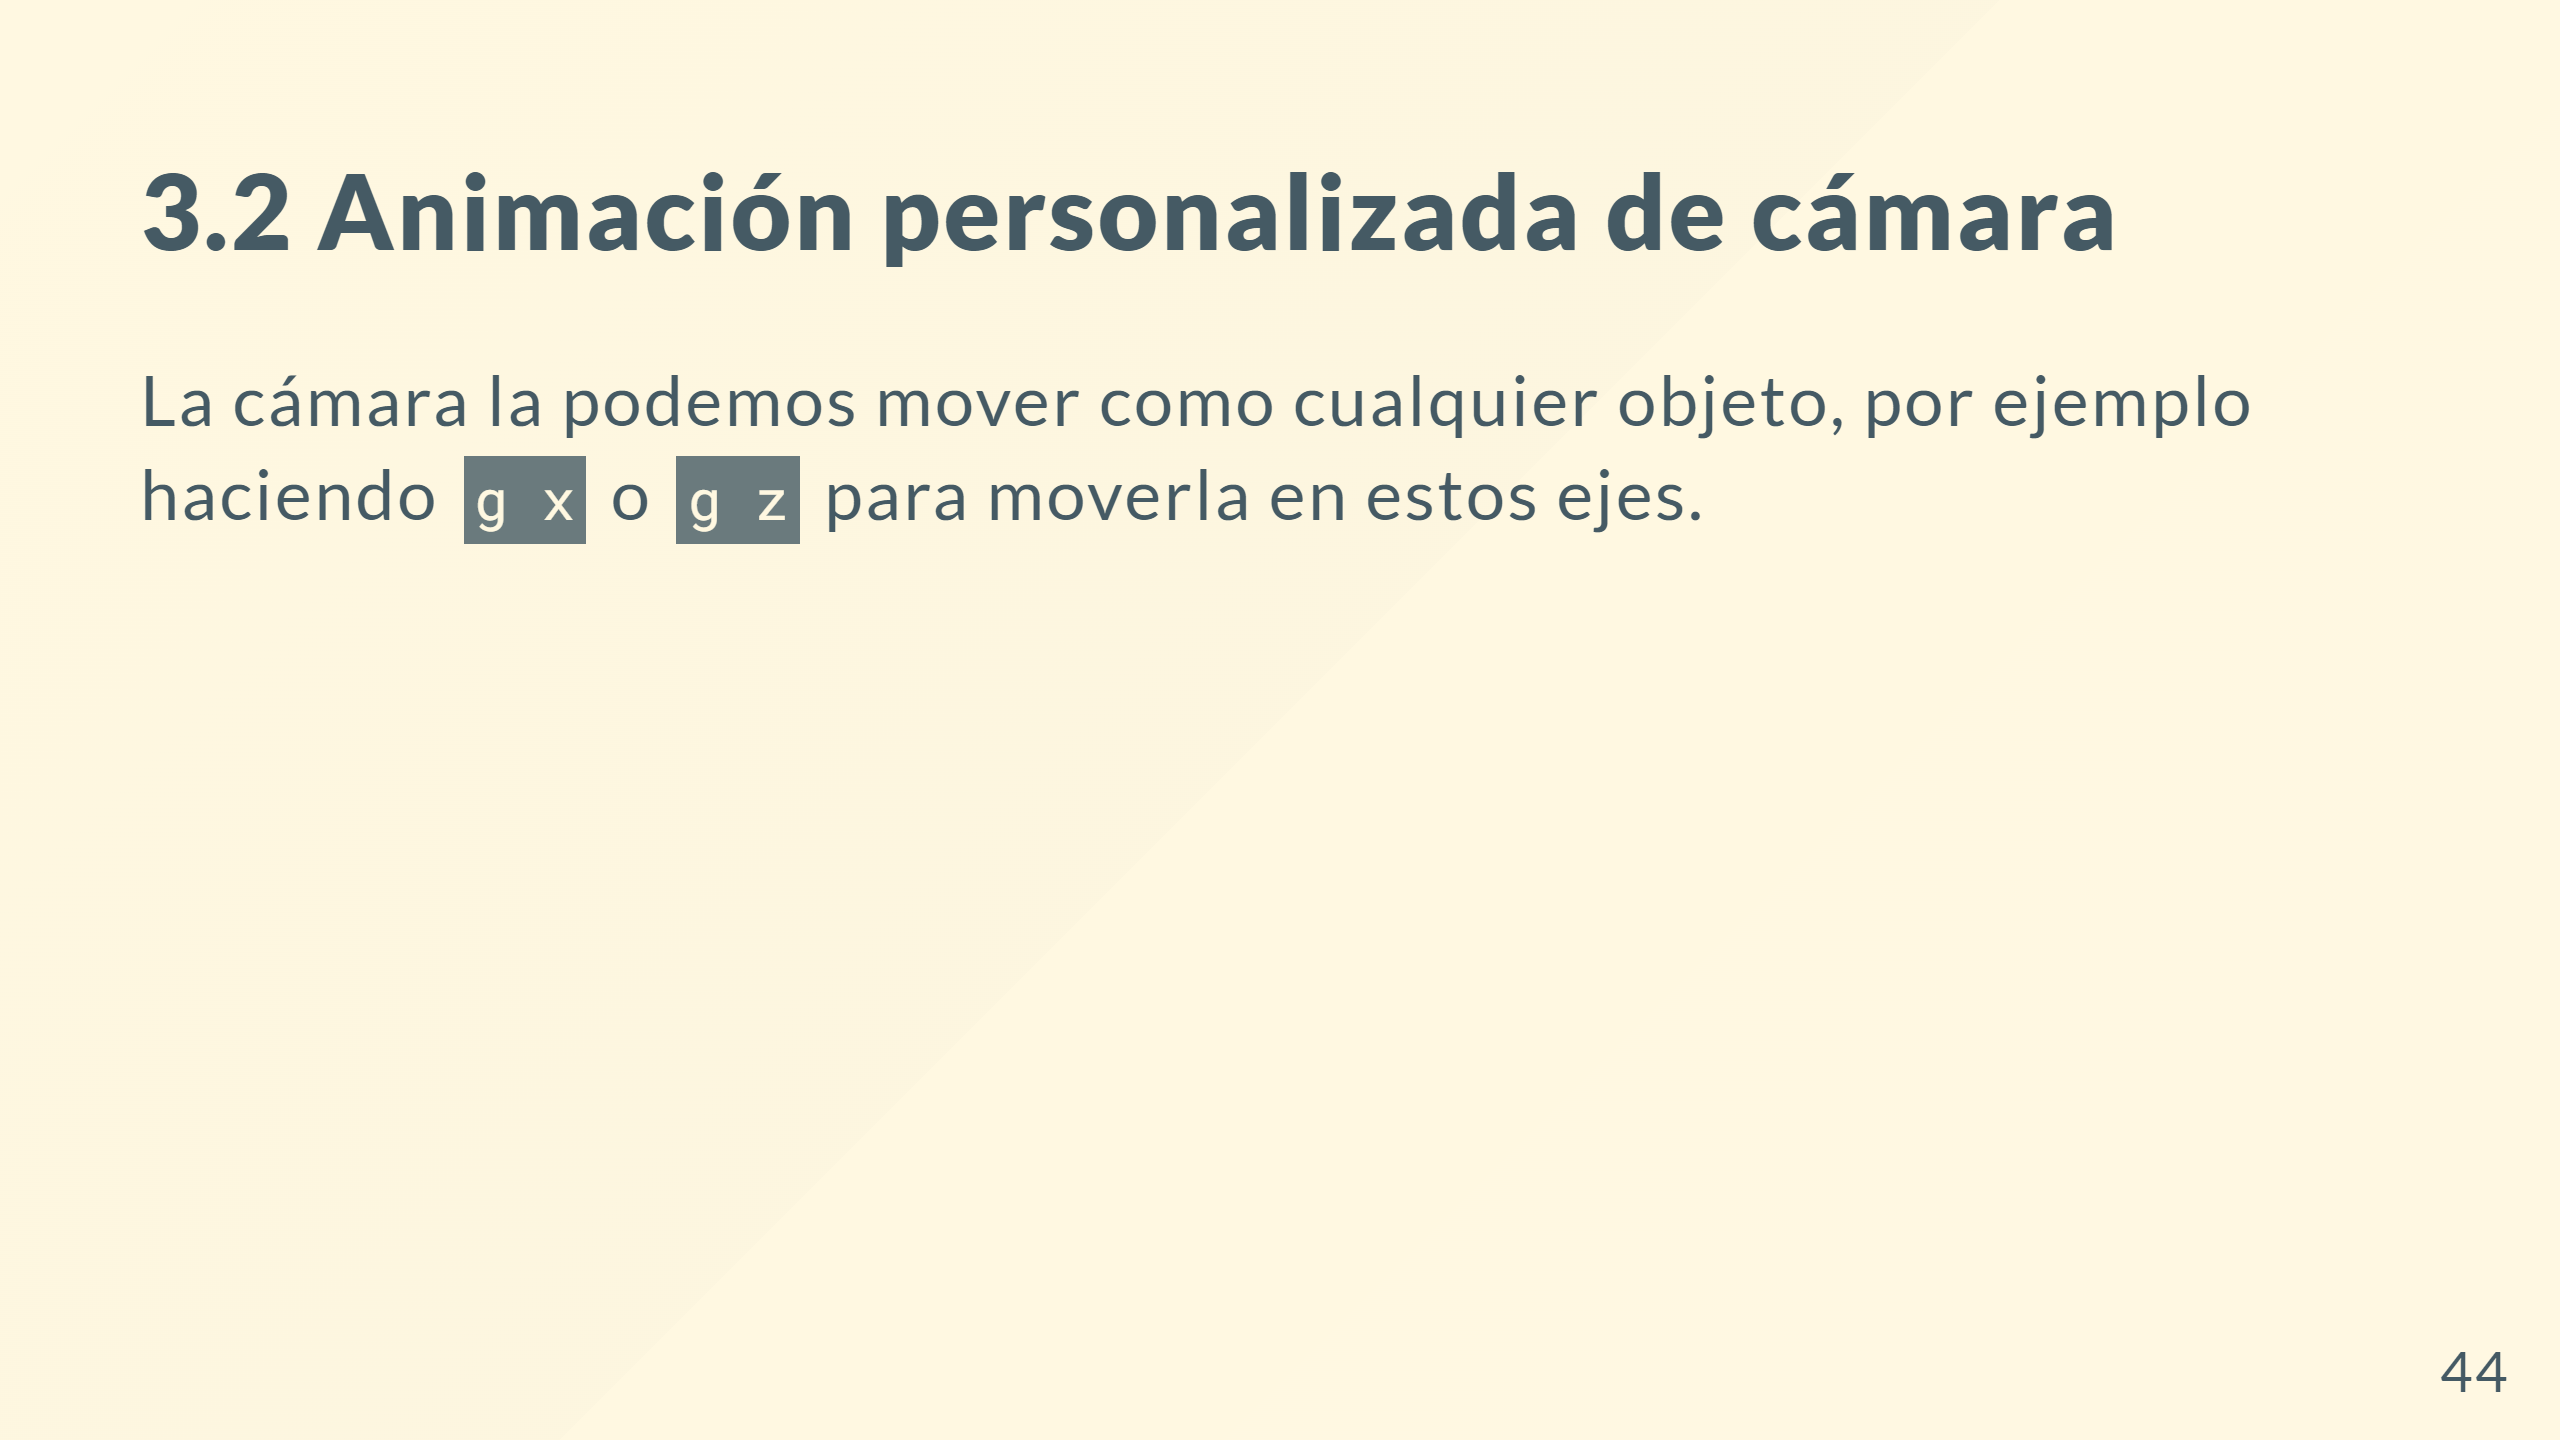 3.2 Animación personalizada de cámara
La cámara la podemos mover como cualquier objeto, por ejemplo
haciendo g x o g z para moverla en estos ejes.
44